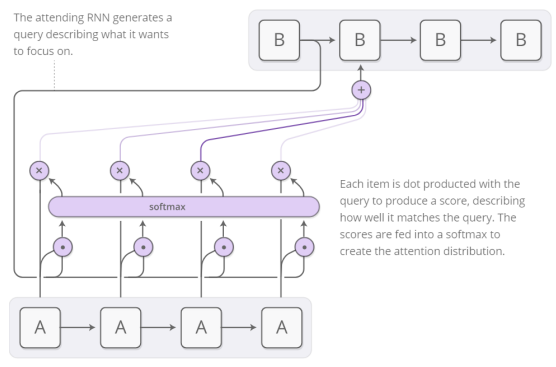 The attending RNN generates a
query describing what it wants
to focus on.
B
B
B
B
+
×
×
×
×
softmax
Each item is dot producted with the
query to produce a score, describing
how well it matches the query. The
scores are fed into a softmax to
create the attention distribution.
A
A
A
A